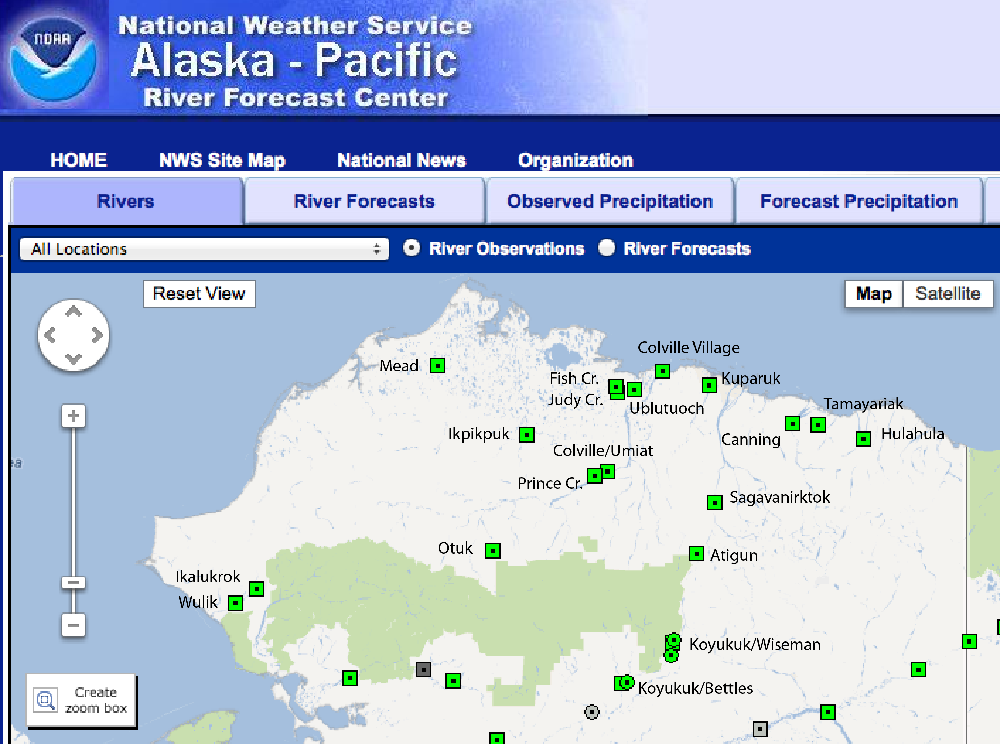 NOAA
National Weather Service
Alaska - Pacific
River Forecast Center
HOME NWS Site Map National News Organization
Rivers River Forecasts Observed Precipitation Forecast Precipitation
All Locations River Observations River Forecasts
Reset View Map Satellite
Colville Village
Mead
Fish Cr. Kuparuk
Judy Cr.
Ublutuoch Tamayariak
Ikpikpuk Canning Hulahula
Colville/Umiat
Prince Cr.
Sagavanirktok
Otuk Atigun
Ikalukrok
Wulik
Koyukuk/Wiseman
Koyukuk/Bettles
Create
zoom box